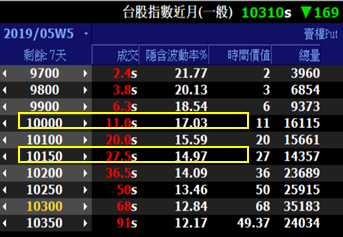 台股指數近月(一般) 10310s ▼169
2019/05W5 賣權Put
剩餘: 7天 成交 隱含波動率% 時間價值 總量
9700 2.4s 21.77 2 3960
9800 3.8s 20.13 3 6854
9900 6.3s 18.54 6 9373
10000 11.0s 17.03 11 16115
10100 20.0s 15.59 20 15661
10150 27.5s 14.97 27 14357
10200 36.5s 14.09 36 23689
10250 50s 13.46 50 25915
10300 68s 12.84 68 35183
10350 91s 12.17 49.37 24034